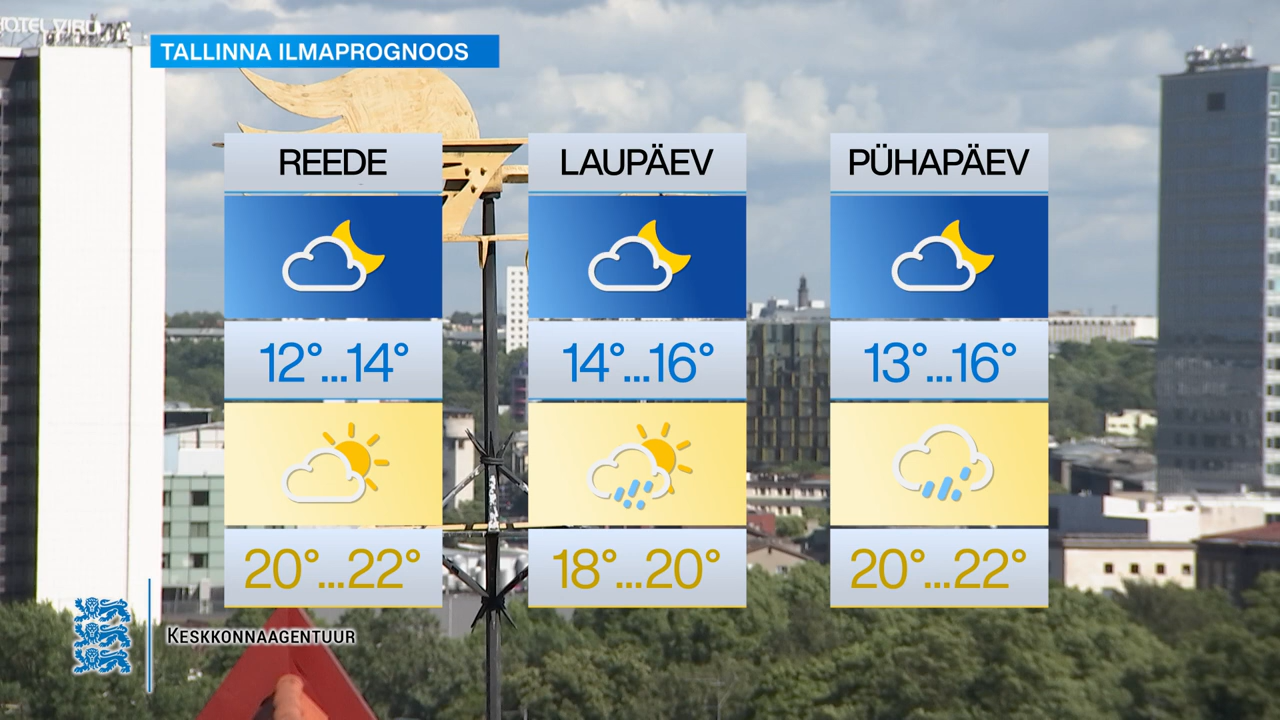 HOTEL VIRU
TALLINNA ILMAPROGNOOS
REEDE
12°...14°
20°...22°
LAUPÄEV
14°...16°
18°...20°
PÜHAPÄEV
13°...16°
20°...22°
KESKKONNAAGENTUUR